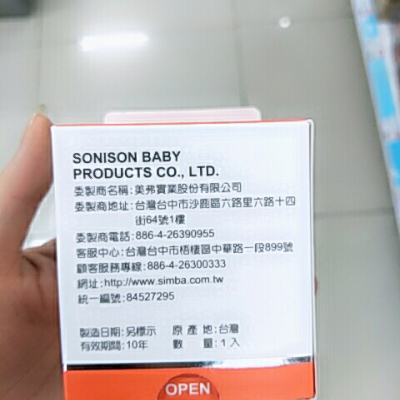 SONISON BABY
PRODUCTS CO., LTD.
委製商名稱:美弗實業股份有限公司
委製商地址:台灣台中市沙鹿區六路里六路十四
街64號1樓
委製商電話:886-4-26390955
客服中心:台灣台中市梧棲區中華路一段899號
顧客服務專線:886-4-26300333
網址:http://www.simba.com.tw
統一編號:84527295
製造日期:另標示 原產地:台灣
有效期間:10年 數量:1入
OPEN